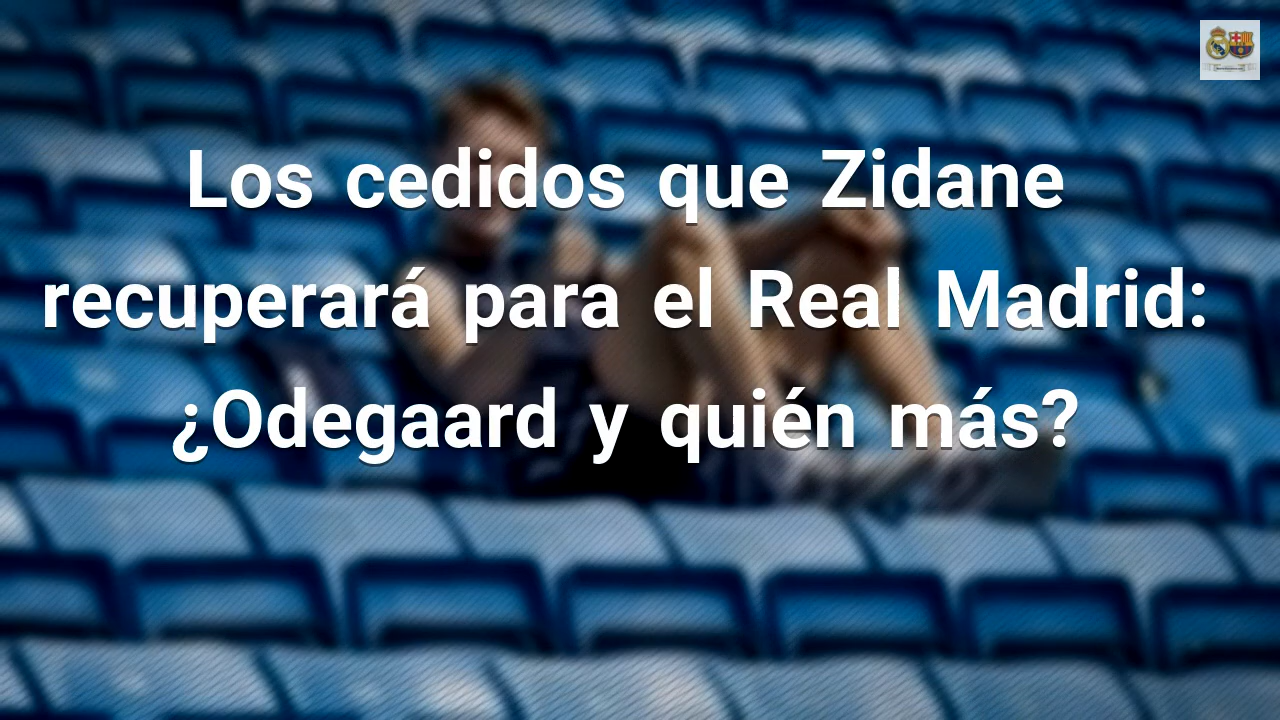 Los cedidos que Zidane
recuperará para el Real Madrid:
¿Odegaard y quién más?